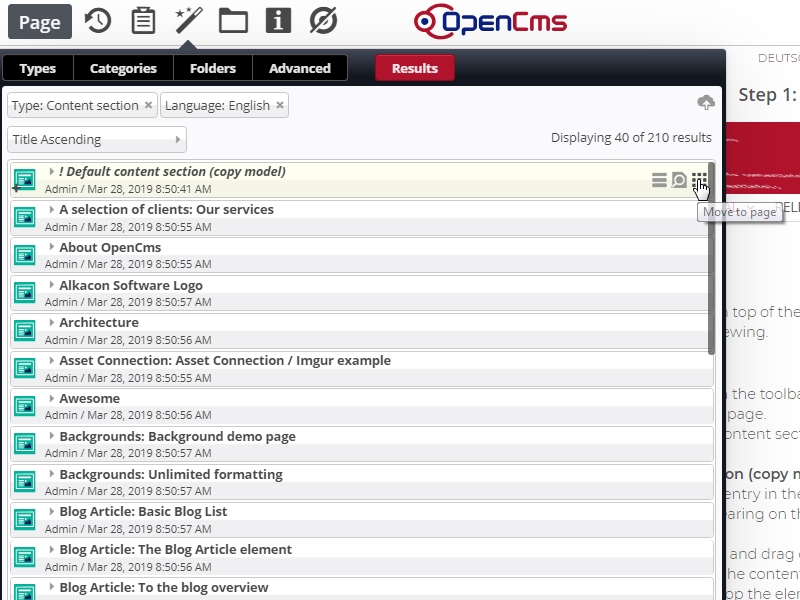 Page
OpenCms
Types
Categories
Folders
Advanced
Results
DEUTSC
Step 1:
Type: Content section ×
Language: English ×
Title Ascending
Displaying 40 of 210 results
! Default content section (copy model)
Admin / Mar 28, 2019 8:50:41 AM
Move to page
A selection of clients: Our services
Admin / Mar 28, 2019 8:50:55 AM
About OpenCms
Admin / Mar 28, 2019 8:50:55 AM
Alkacon Software Logo
Admin / Mar 28, 2019 8:50:57 AM
Architecture
Admin / Mar 28, 2019 8:50:56 AM
Asset Connection: Asset Connection / Imgur example
Admin / Mar 28, 2019 8:50:55 AM
Awesome
Admin / Mar 28, 2019 8:50:56 AM
Backgrounds: Background demo page
Admin / Mar 28, 2019 8:50:57 AM
Backgrounds: Unlimited formatting
Admin / Mar 28, 2019 8:50:57 AM
Blog Article: Basic Blog List
Admin / Mar 28, 2019 8:50:57 AM
Blog Article: The Blog Article element
Admin / Mar 28, 2019 8:50:56 AM
Blog Article: To the blog overview
top of the
ewing.
the toolba
page.
ontent sect
on (copy m
entry in the
earing on th
and drag
he content
op the elem